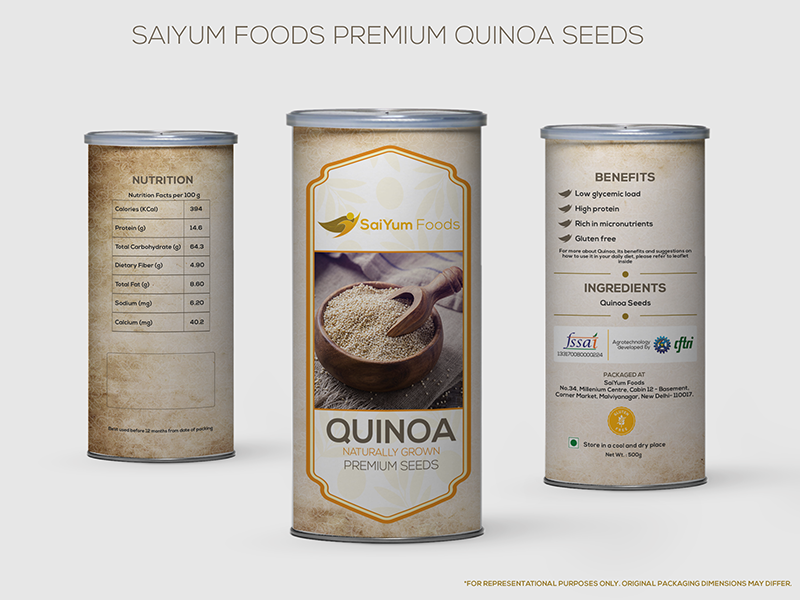 SAIYUM FOODS PREMIUM QUINOA SEEDS
NUTRITION
Nutrition Facts per 100 g
Calories (KCal) 394
Protein (g) 14.6
Total Carbohydrate (g) 64.3
Dietary Fiber (g) 4.90
Total Fat (g) 8.60
Sodium (mg) 6.20
Calcium (mg) 40.2
Best used before 12 months from date of packing
SaiYum Foods
QUINOA
NATURALLY GROWN
PREMIUM SEEDS
BENEFITS
Low glycemic load
High protein
Rich in micronutrients
Gluten free
For more about Quinoa, its benefits and suggestions on
how to use it in your daily diet, please refer to leaflet
inside
INGREDIENTS
Quinoa Seeds
fssai
Agrotechnology
developed By
cftri
PACKAGED AT
SaiYum Foods
No.34, Millenium Centre, Cabin 12 - Basement,
Corner Market, Malviyanagar, New Delhi- 110017.
GLUTEN
FREE
Store in a cool and dry place
Net Wt. : 500g
*FOR REPRESENTATIONAL PURPOSES ONLY. ORIGINAL PACKAGING DIMENSIONS MAY DIFFER.